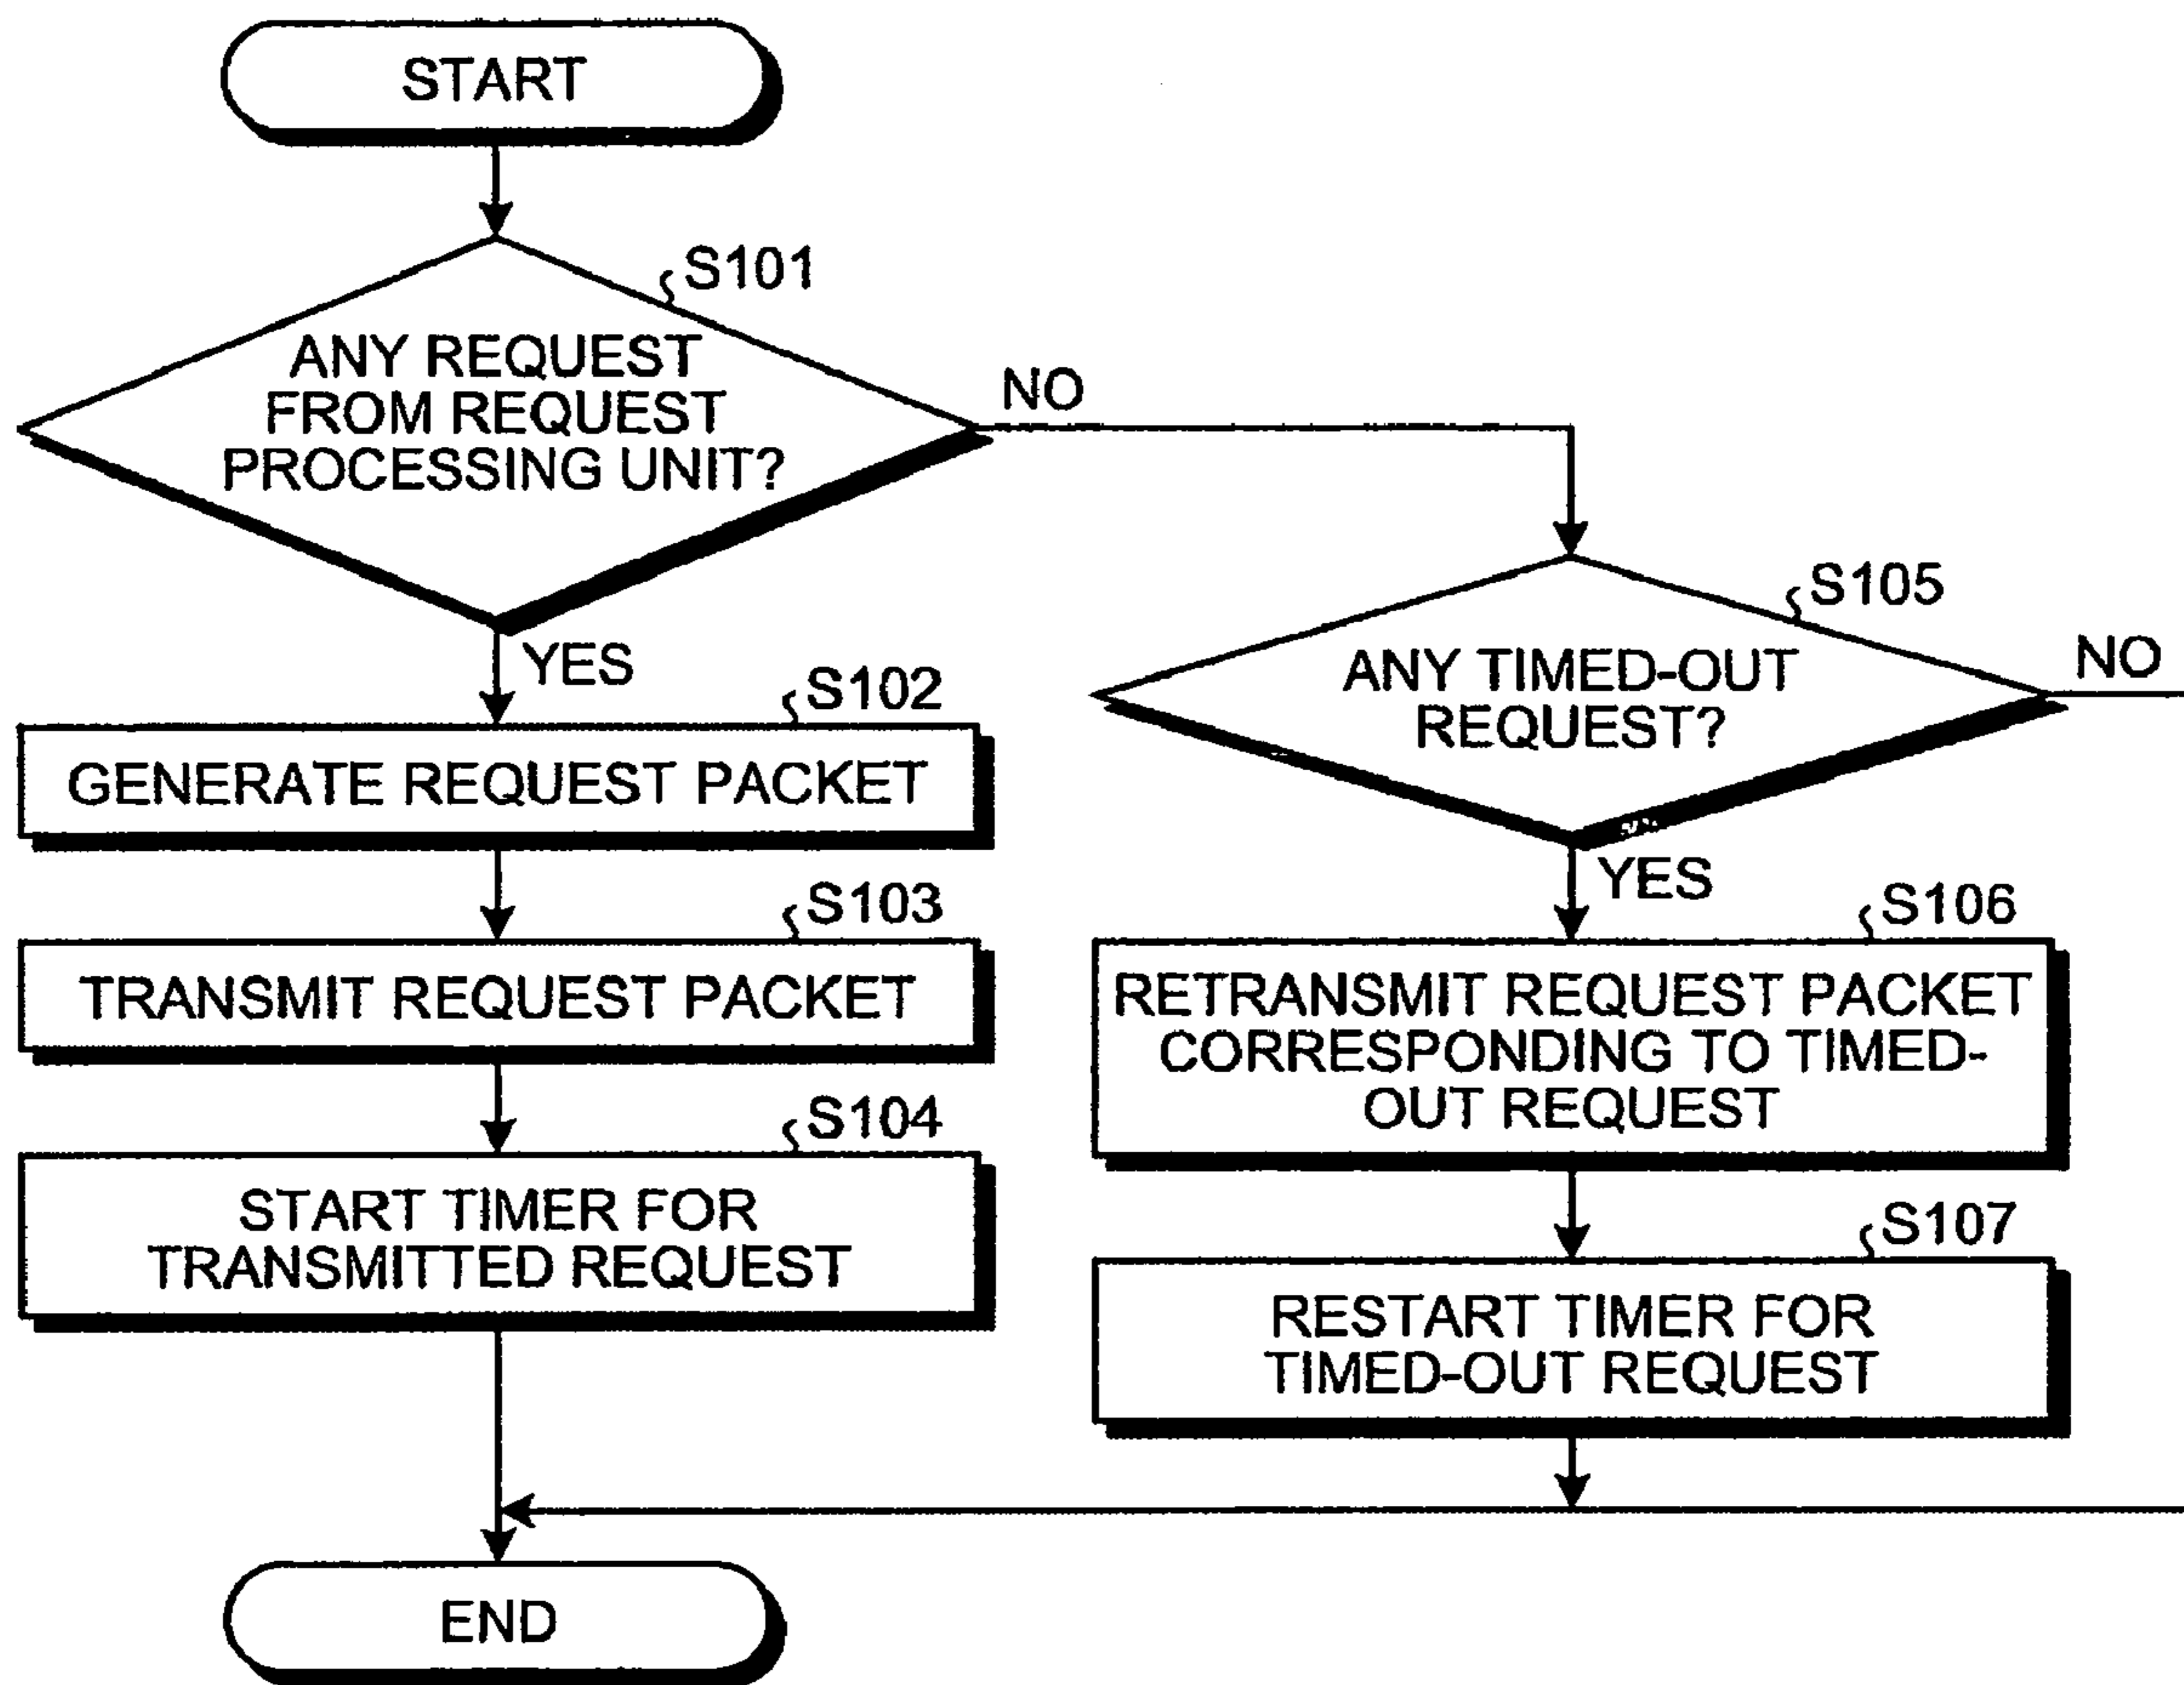 START
S101
ANY REQUEST
FROM REQUEST
PROCESSING UNIT?
NO
YES
S102
GENERATE REQUEST PACKET
S103
TRANSMIT REQUEST PACKET
S104
START TIMER FOR
TRANSMITTED REQUEST
S105
ANY TIMED-OUT
REQUEST?
NO
YES
S106
RETRANSMIT REQUEST PACKET
CORRESPONDING TO TIMED-
OUT REQUEST
S107
RESTART TIMER FOR
TIMED-OUT REQUEST
END